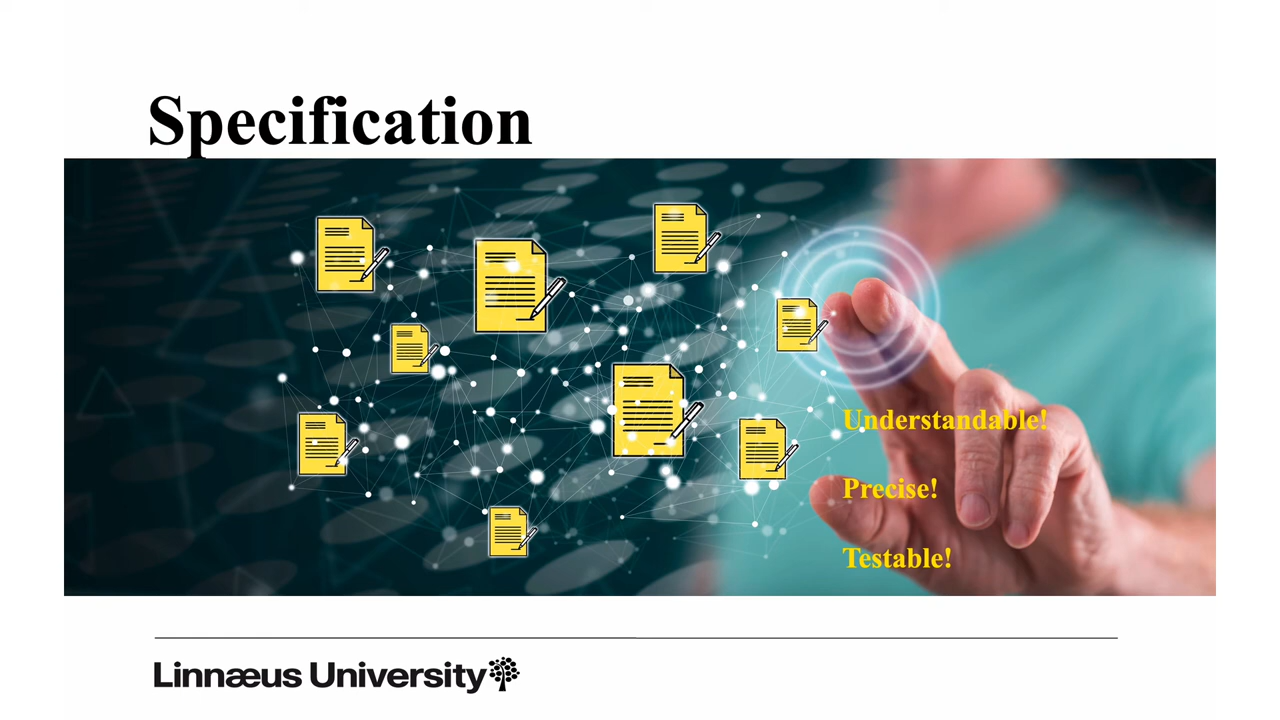 Specification
Understandable!
Precise!
Testable!
Linnæus University